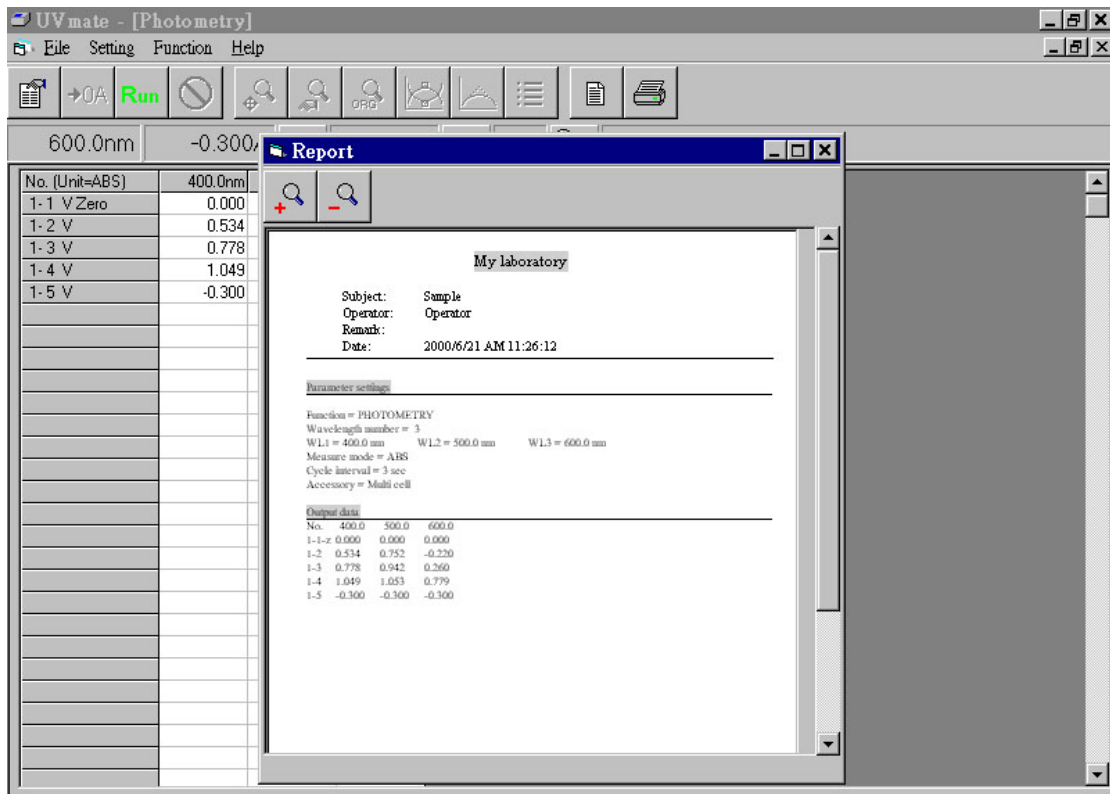 UVmate - [Photometry]
Eile Setting Function Help
→0A Run ORG
600.0nm -0.300
Report
No. (Unit=ABS) 400.0nm
1- 1 V Zero 0.000
1- 2 V 0.534
1- 3 V 0.778
1- 4 V 1.049
1- 5 V -0.300
My laboratory
Subject: Sample
Operator: Operator
Remark:
Date: 2000/6/21 AM 11:26:12
Parameter settings
Function = PHOTOMETRY
Wavelength number = 3
WL1 = 400.0 nm WL2 = 500.0 nm WL3 = 600.0 nm
Measure mode = ABS
Cycle interval = 3 sec
Accessory = Multi cell
Output data
No. 400.0 500.0 600.0
1-1-z 0.000 0.000 0.000
1-2 0.534 0.752 -0.220
1-3 0.778 0.942 0.260
1-4 1.049 1.053 0.779
1-5 -0.300 -0.300 -0.300